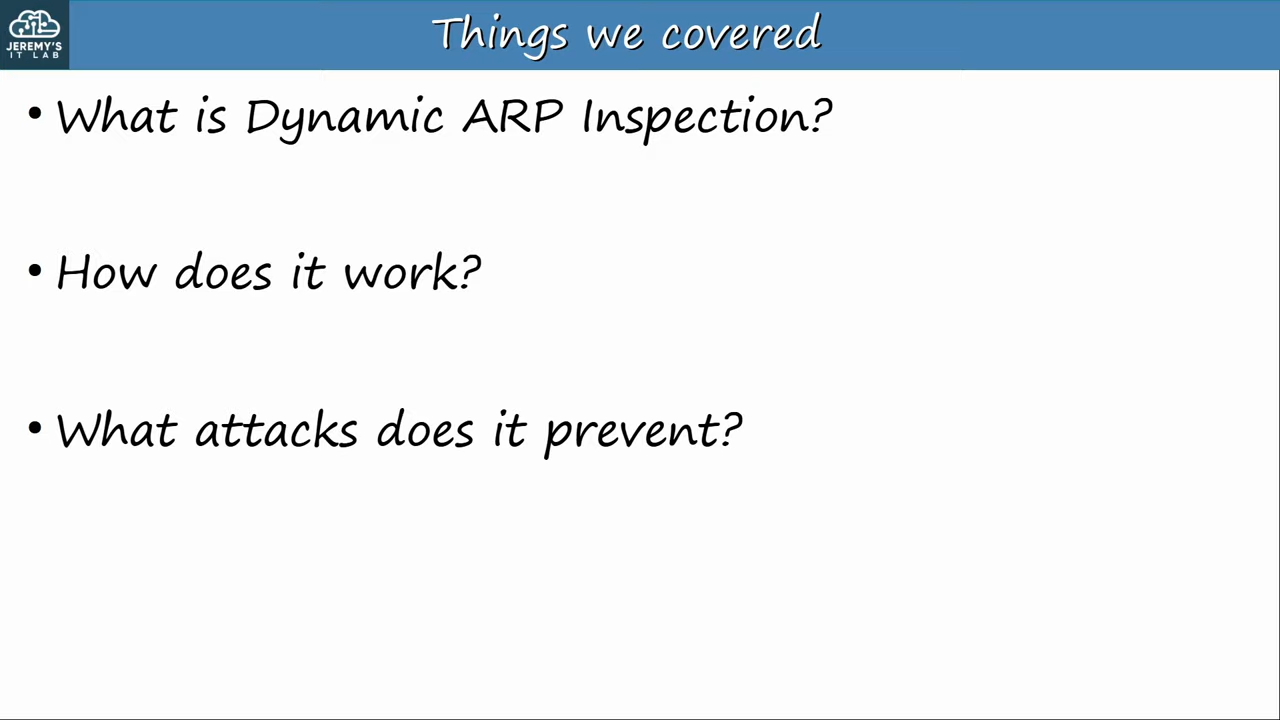 JEREMY'S
IT LAB
Things we covered
• What is Dynamic ARP Inspection?
• How does it work?
• What attacks does it prevent?